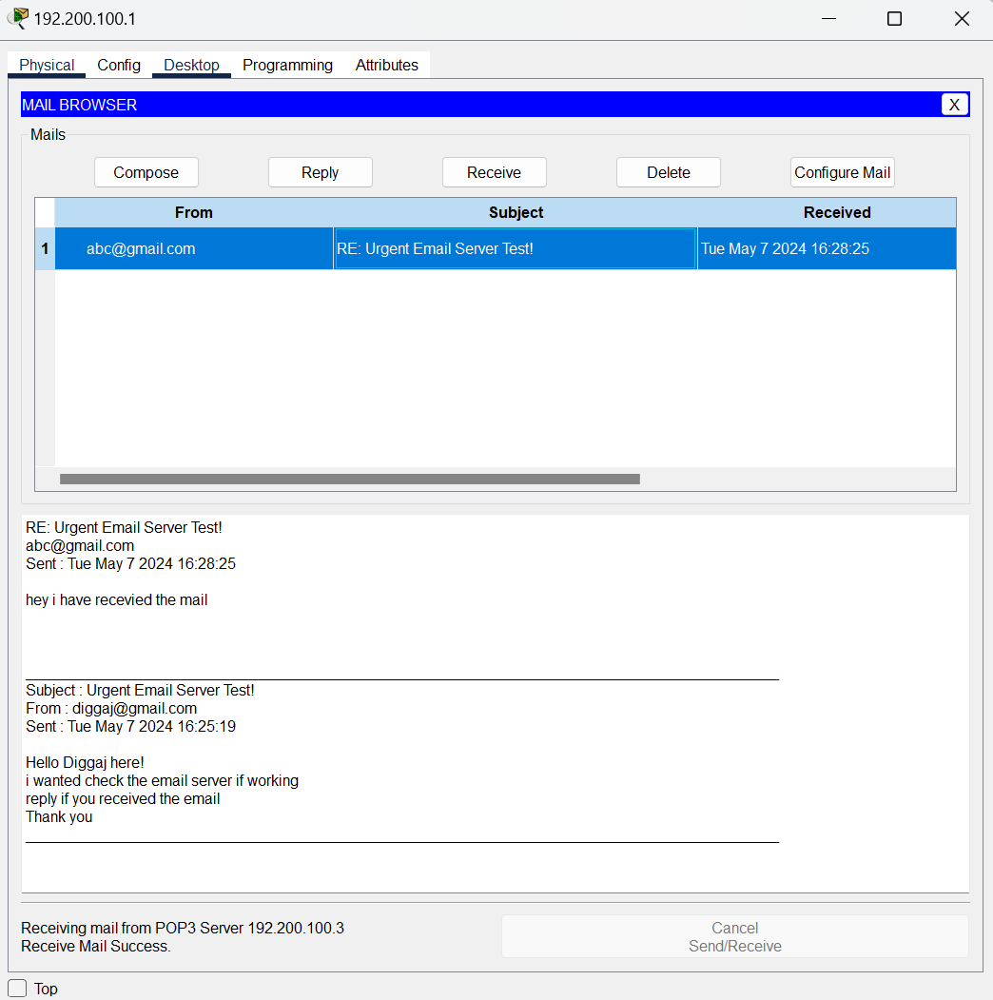 192.200.100.1
Physical Config Desktop Programming Attributes
MAIL BROWSER X
Mails
Compose Reply Receive Delete Configure Mail
From Subject Received
1 abc@gmail.com RE: Urgent Email Server Test! Tue May 7 2024 16:28:25
RE: Urgent Email Server Test!
abc@gmail.com
Sent : Tue May 7 2024 16:28:25
hey i have recevied the mail
Subject : Urgent Email Server Test!
From : diggaj@gmail.com
Sent : Tue May 7 2024 16:25:19
Hello Diggaj here!
i wanted check the email server if working
reply if you received the email
Thank you
Receiving mail from POP3 Server 192.200.100.3
Receive Mail Success.
Cancel
Send/Receive
Top